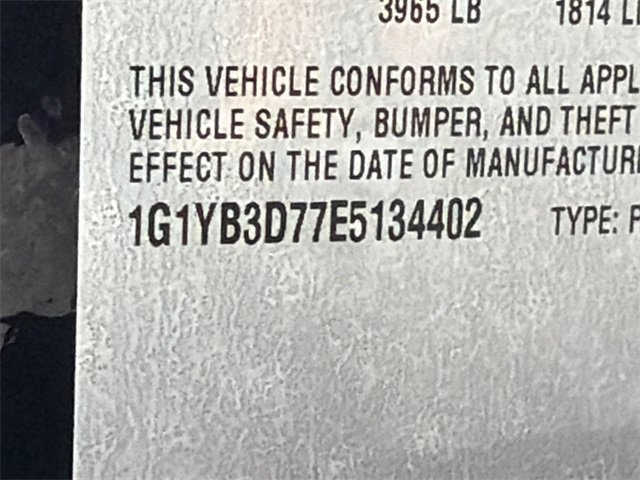 3965 LB 1814
THIS VEHICLE CONFORMS TO ALL
VEHICLE SAFETY, BUMPER, AND THEFT
EFFECT ON THE DATE OF
1G1YB3D77E5134402 TYPE: